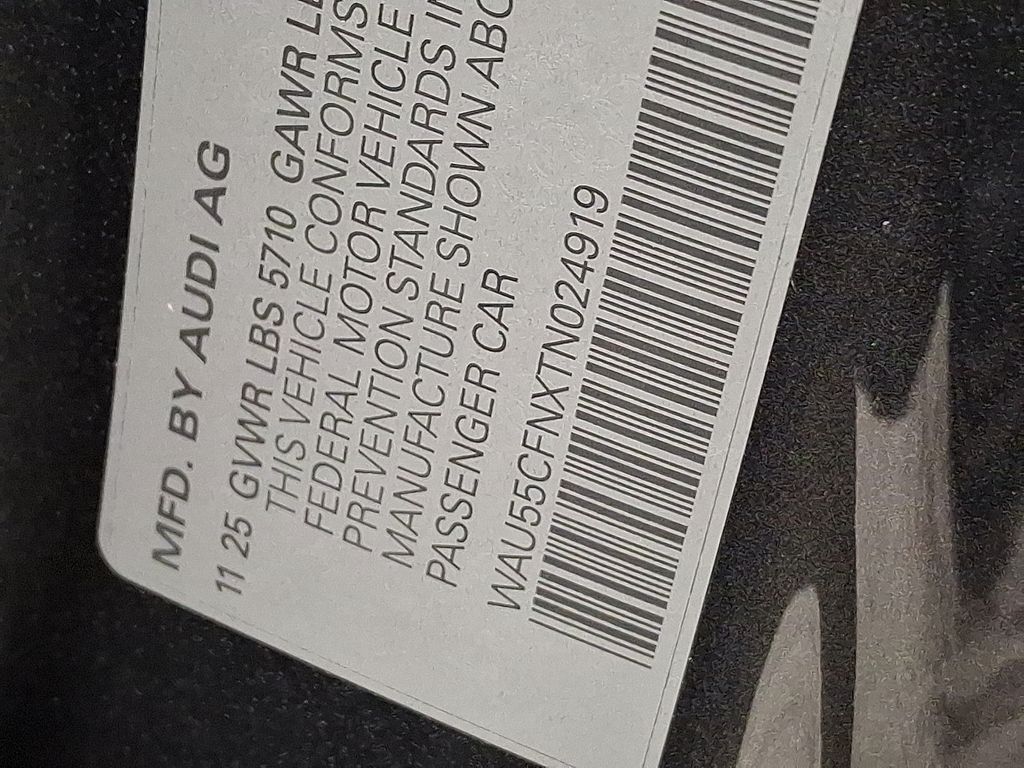 MFD. BY AUDI AG
11 25 GVWR LBS 5710 GAWR
THIS VEHICLE CONFORMS
FEDERAL MOTOR VEHICLE
PREVENTION STANDARDS
MANUFACTURE SHOWN
PASSENGER CAR
WAU55CFNXTN024919